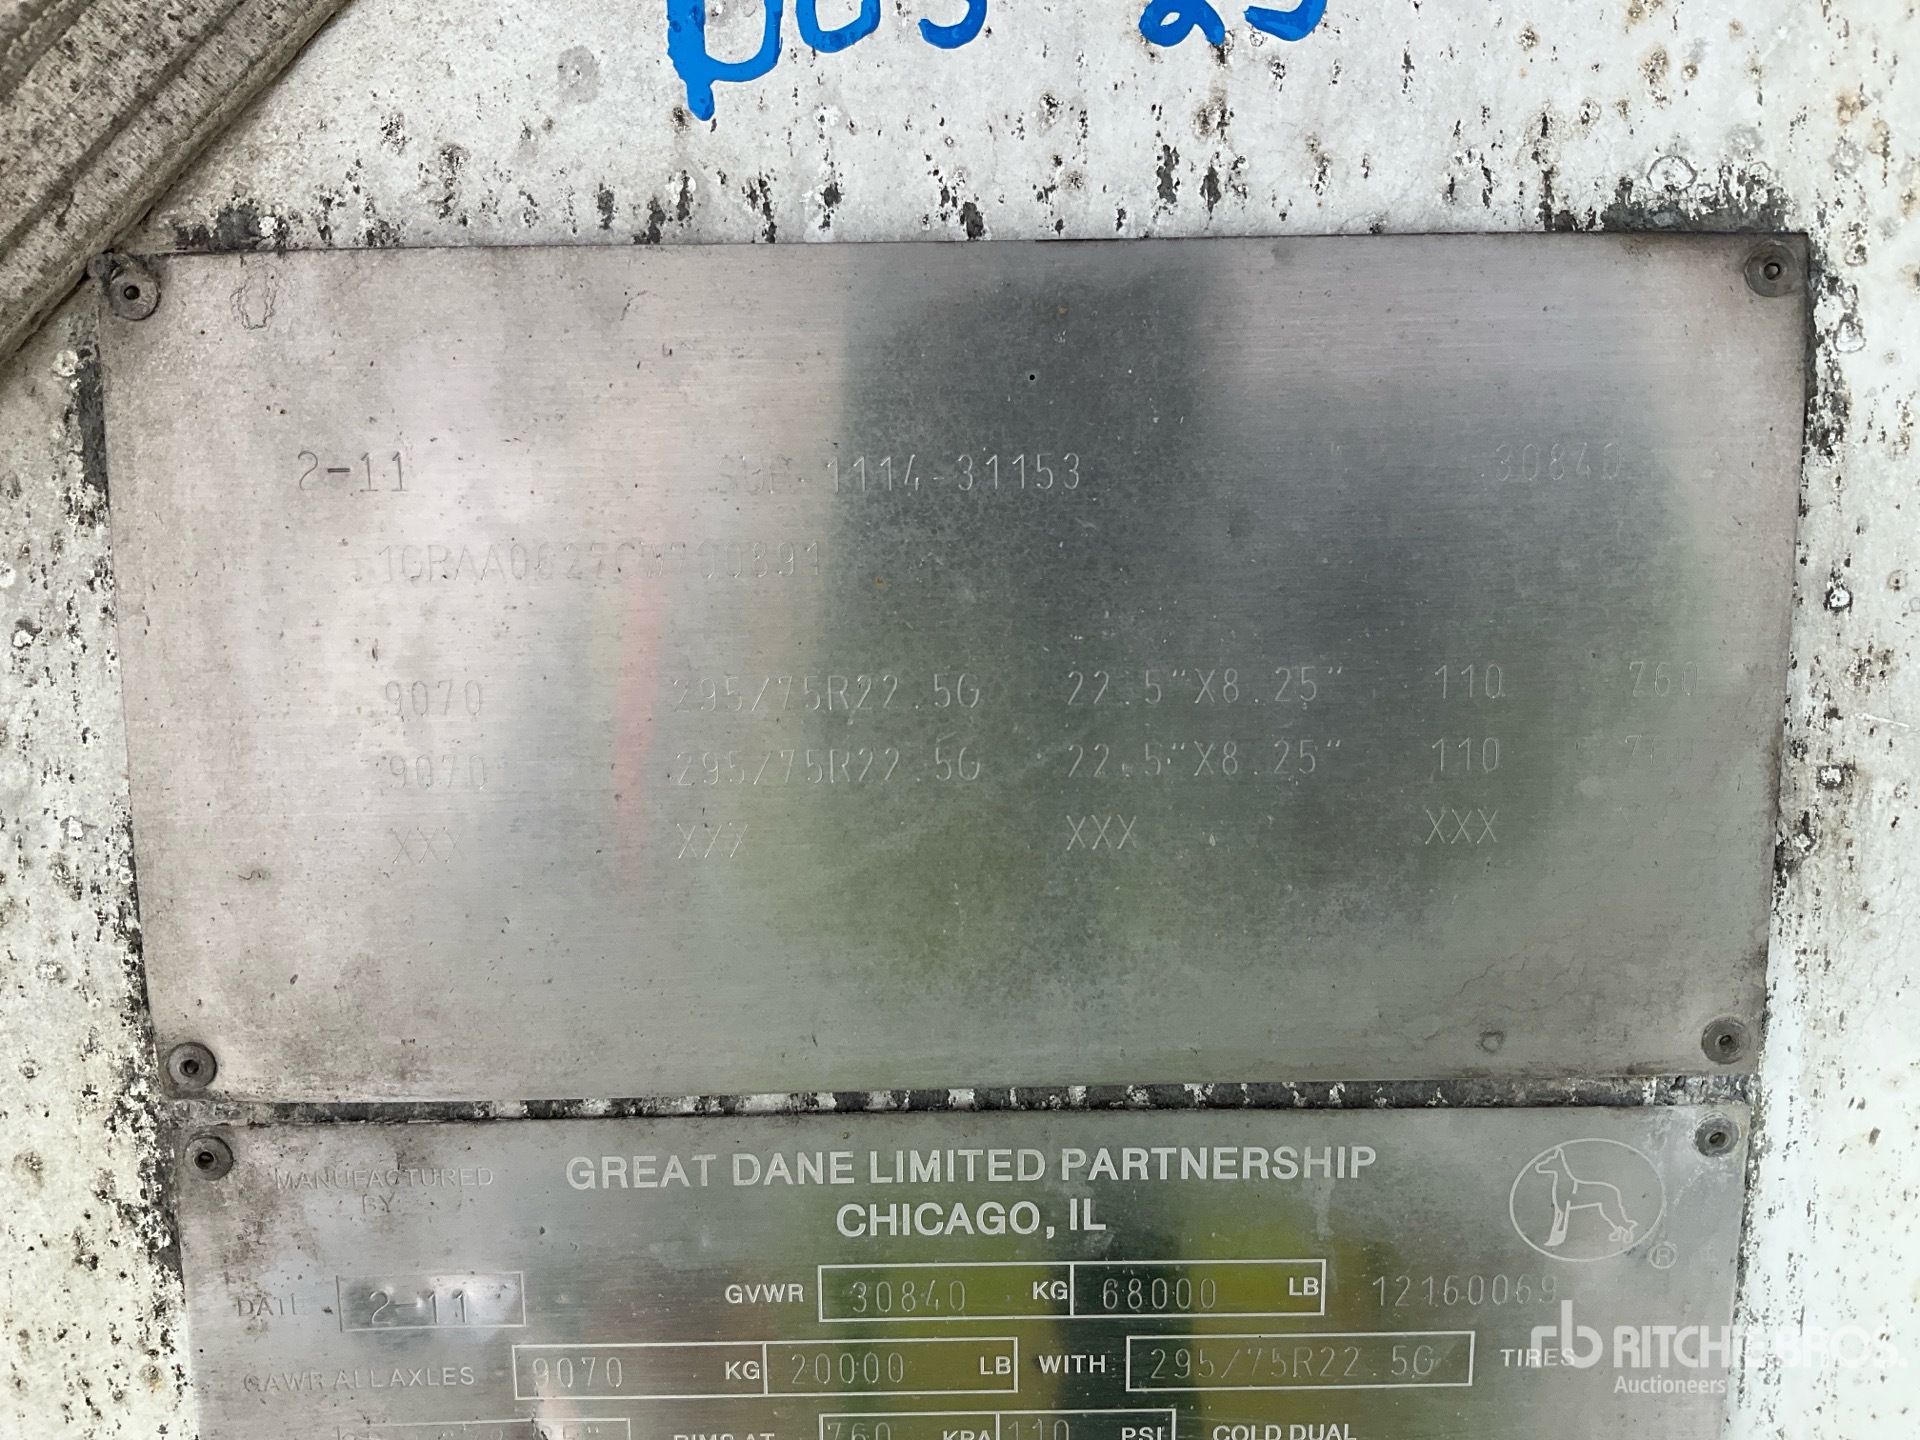 2-11 1114-31153 30840
9070 295/75R22.5G 22.5"X8.25" 110 760
9070 295/75R22.5G 22.5"X8.25" 110
XXX XXX XXX XXX
MANUFACTURED BY GREAT DANE LIMITED PARTNERSHIP
CHICAGO, IL
DATE 2-11 GVWR 30840 KG 68000 LB 12160069
GAWR ALL AXLES 9070 KG 20000 LB WITH 295/75R22.5G TIRES
RIMS AT 760 KPA 110 PSI COLD DUAL
rb RITCHIE BROS.
Auctioneers